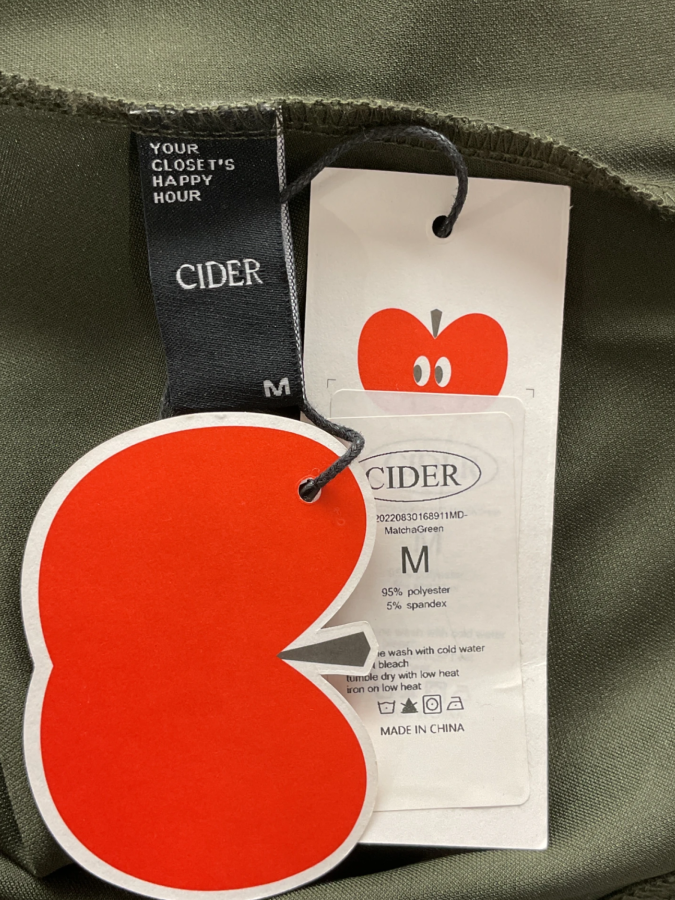 YOUR
CLOSET'S
HAPPY
HOUR
CIDER
M
CIDER
20220830168911MD-
MatchaGreen
M
95% polyester
5% spandex
wash with cold water
bleach
tumble dry with low heat
iron on low heat
MADE IN CHINA